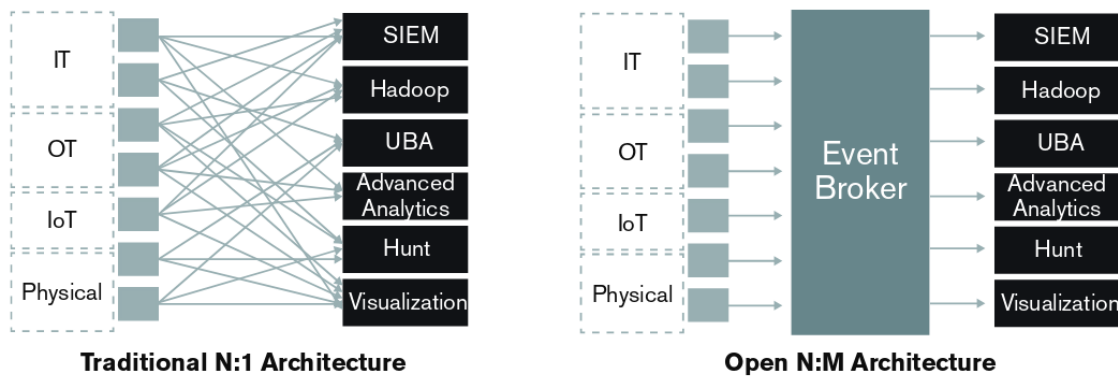 IT
OT
IoT
Physical
SIEM
Hadoop
UBA
Advanced
Analytics
Hunt
Visualization
Traditional N:1 Architecture
IT
OT
IoT
Physical
Event
Broker
SIEM
Hadoop
UBA
Advanced
Analytics
Hunt
Visualization
Open N:M Architecture